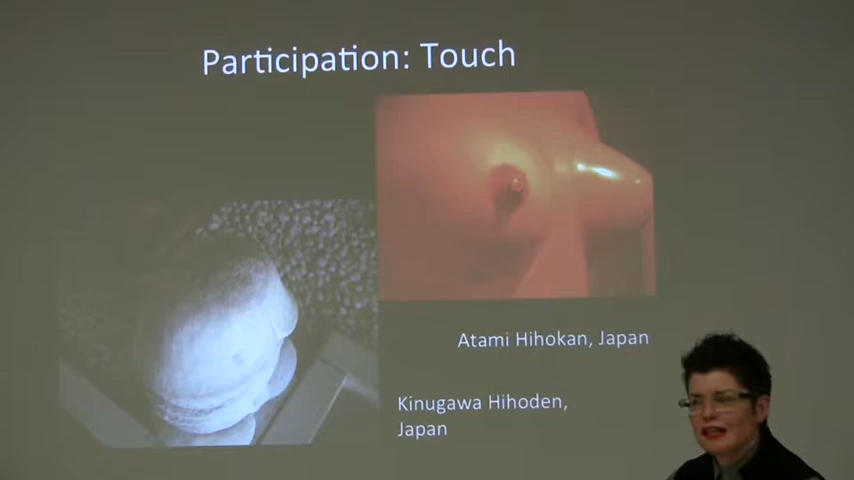 Participation: Touch
Atami Hihokan, Japan
Kinugawa Hihoden,
Japan